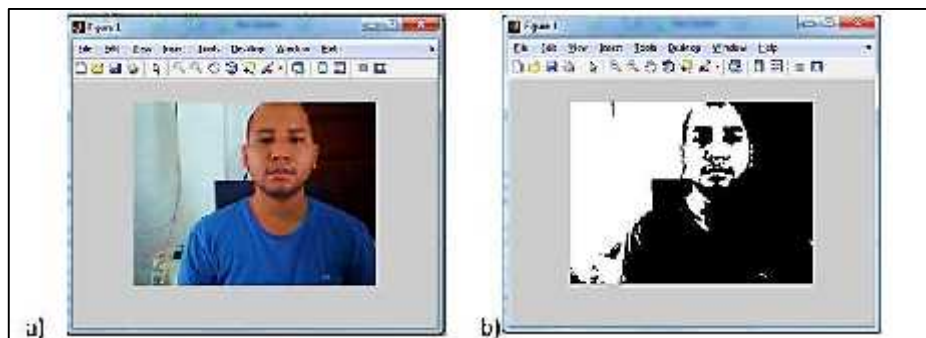 Figure 1
File Edit View Insert Tools Desktop Window
a)
Figure 1
File Edit View Insert Tools Desktop Window Help
b)